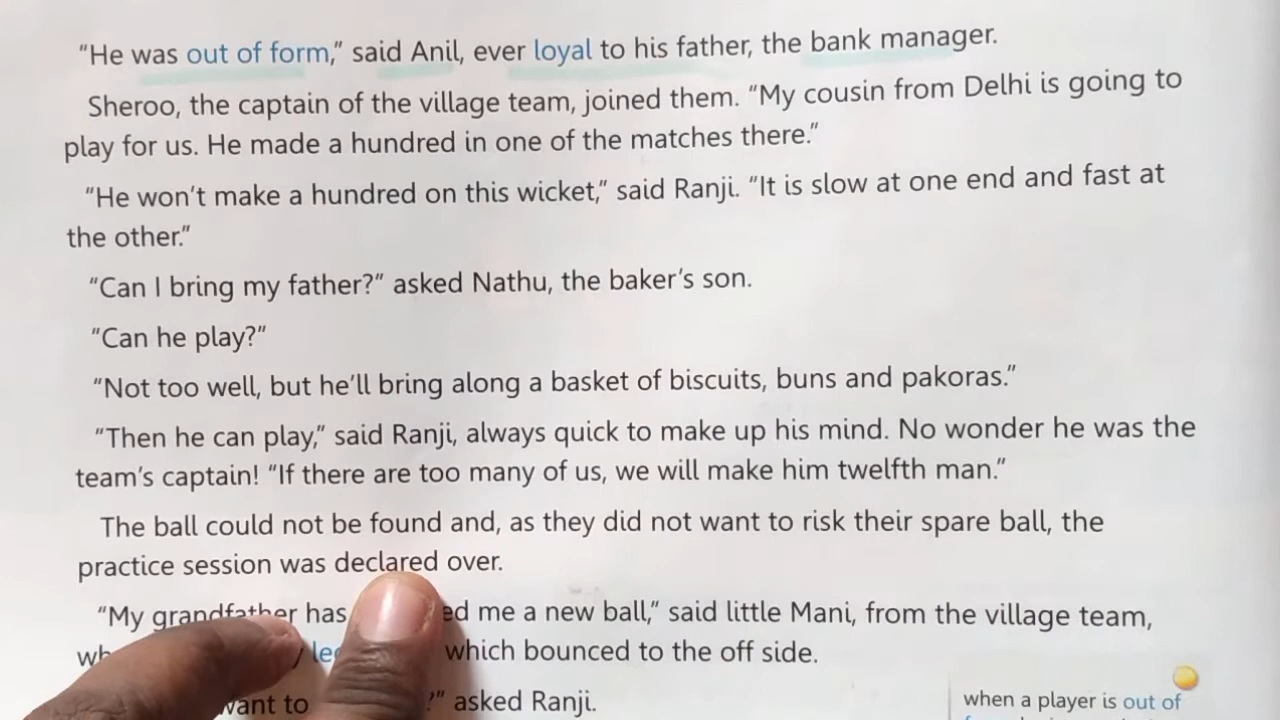 “He was out of form,” said Anil, ever loyal to his father, the bank manager.
Sheroo, the captain of the village team, joined them. “My cousin from Delhi is going to
play for us. He made a hundred in one of the matches there.”
“He won’t make a hundred on this wicket,” said Ranji. “It is slow at one end and fast at
the other.”
“Can I bring my father?” asked Nathu, the baker’s son.
“Can he play?”
“Not too well, but he’ll bring along a basket of biscuits, buns and pakoras.”
“Then he can play,” said Ranji, always quick to make up his mind. No wonder he was the
team’s captain! “If there are too many of us, we will make him twelfth man.”
The ball could not be found and, as they did not want to risk their spare ball, the
practice session was declared over.
“My grandfather has me a new ball,” said little Mani, from the village team,
which bounced to the off side.
want to asked Ranji.
when a player is out of